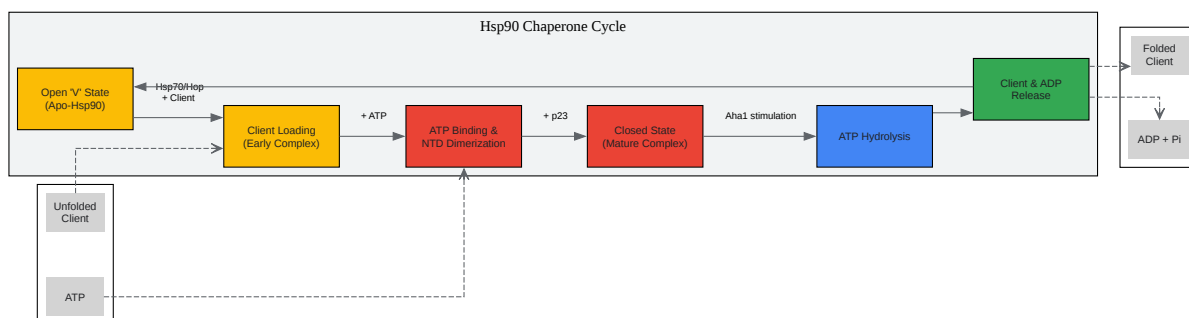 Hsp90 Chaperone Cycle
Open 'V' State
(Apo-Hsp90)
Hsp70/Hop
+ Client
Client Loading
(Early Complex)
+ ATP
ATP Binding &
NTD Dimerization
+ p23
Closed State
(Mature Complex)
Aha1 stimulation
ATP Hydrolysis
Client & ADP
Release
Folded
Client
ADP + Pi
Unfolded
Client
ATP